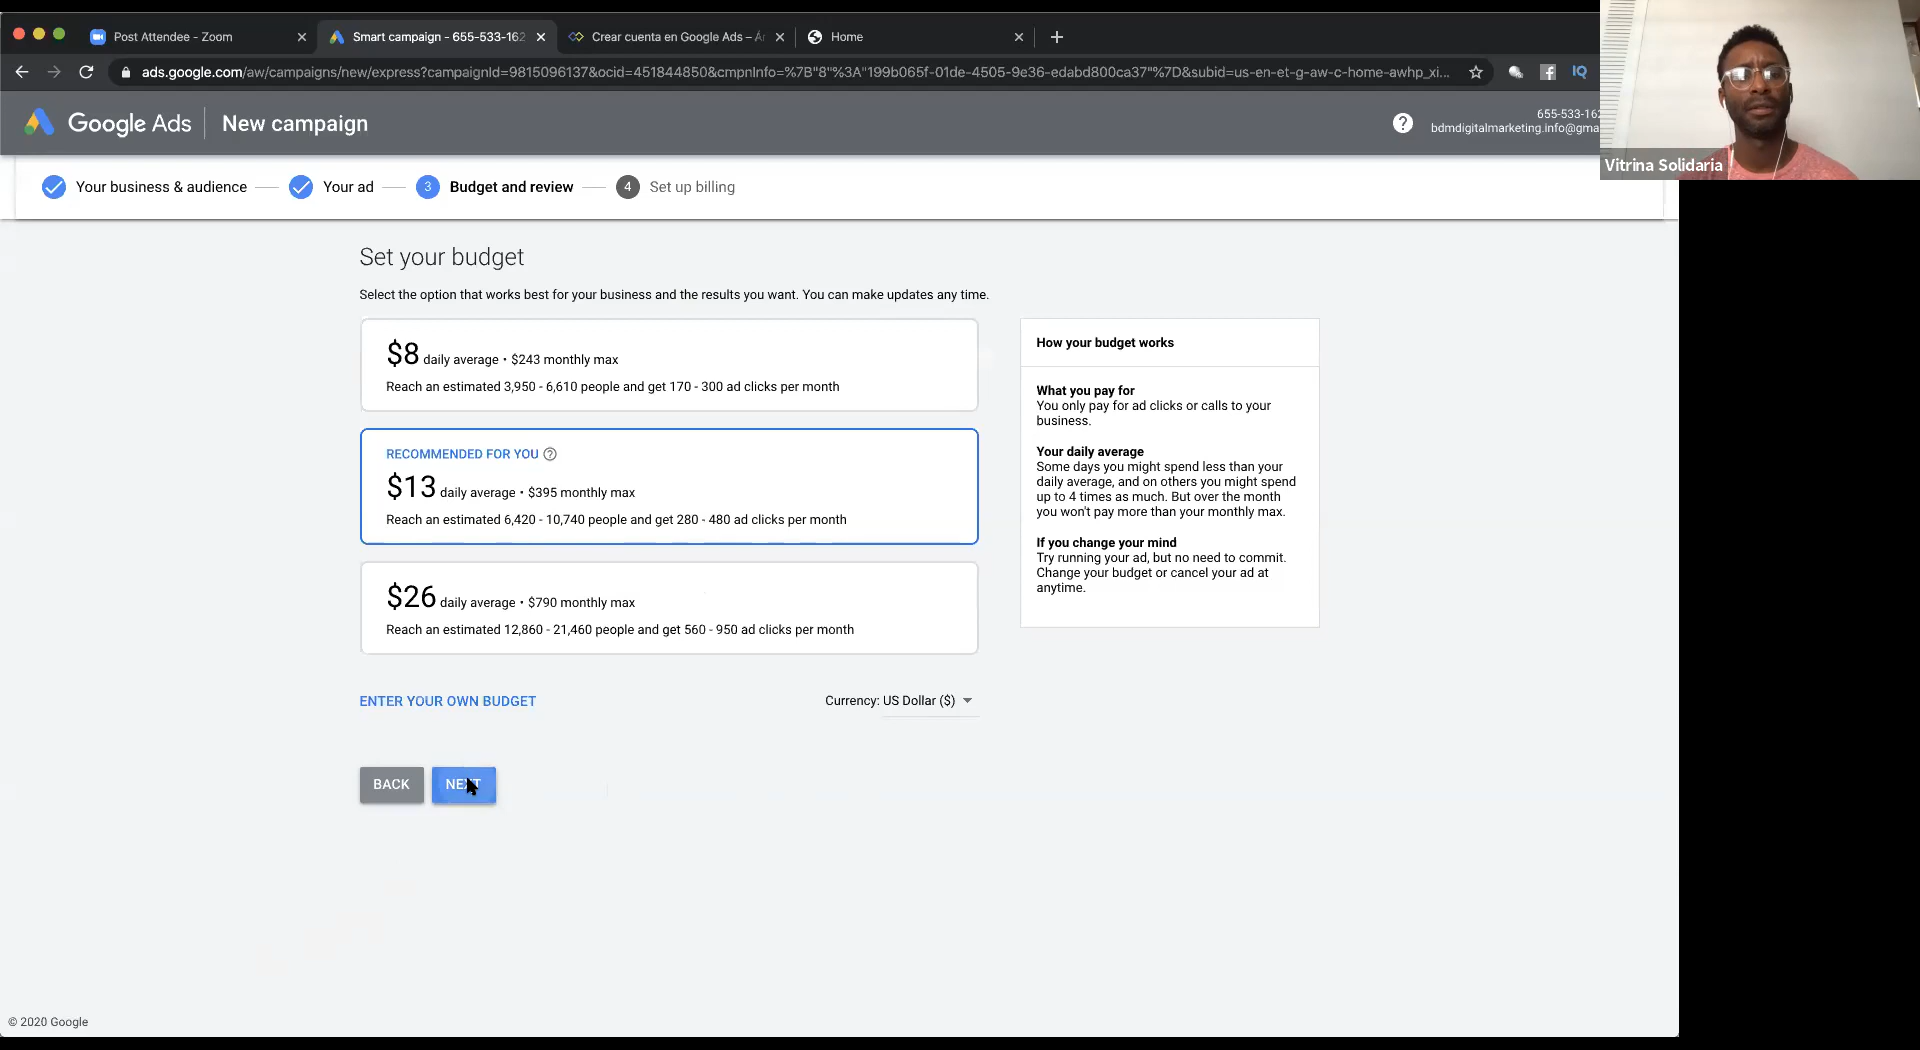 Post Attendee - Zoom
Smart campaign - 655-533-162
Crear cuenta en Google Ads –
Home
ads.google.com/aw/campaigns/new/express?campaignId=9815096137&ocid=451844850&cmpnInfo=%7B"8"%3A"199b065f-01de-4505-9e36-edabd800ca37"%7D&subid=us-en-et-g-aw-c-home-awhp_xi...
IQ
Google Ads
New campaign
?
655-533-162
bdmdigitalmarketing.info@gma
Vitrina Solidaria
Your business & audience
Your ad
3 Budget and review
4 Set up billing
Set your budget
Select the option that works best for your business and the results you want. You can make updates any time.
$8 daily average • $243 monthly max
Reach an estimated 3,950 - 6,610 people and get 170 - 300 ad clicks per month
RECOMMENDED FOR YOU ?
$13 daily average • $395 monthly max
Reach an estimated 6,420 - 10,740 people and get 280 - 480 ad clicks per month
$26 daily average • $790 monthly max
Reach an estimated 12,860 - 21,460 people and get 560 - 950 ad clicks per month
ENTER YOUR OWN BUDGET
Currency: US Dollar ($)
BACK
NEXT
How your budget works
What you pay for
You only pay for ad clicks or calls to your
business.
Your daily average
Some days you might spend less than your
daily average, and on others you might spend
up to 4 times as much. But over the month
you won't pay more than your monthly max.
If you change your mind
Try running your ad, but no need to commit.
Change your budget or cancel your ad at
anytime.
© 2020 Google